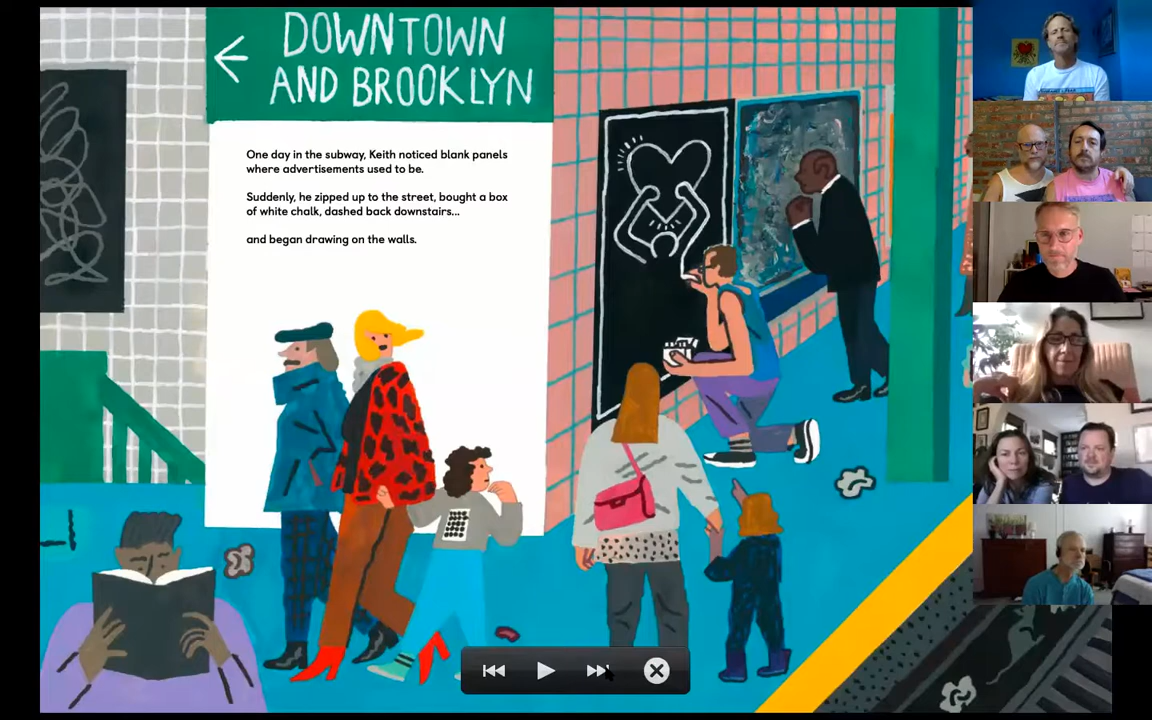 DOWNTOWN
AND BROOKLYN
One day in the subway, Keith noticed blank panels
where advertisements used to be.
Suddenly, he zipped up to the street, bought a box
of white chalk, dashed back downstairs...
and began drawing on the walls.